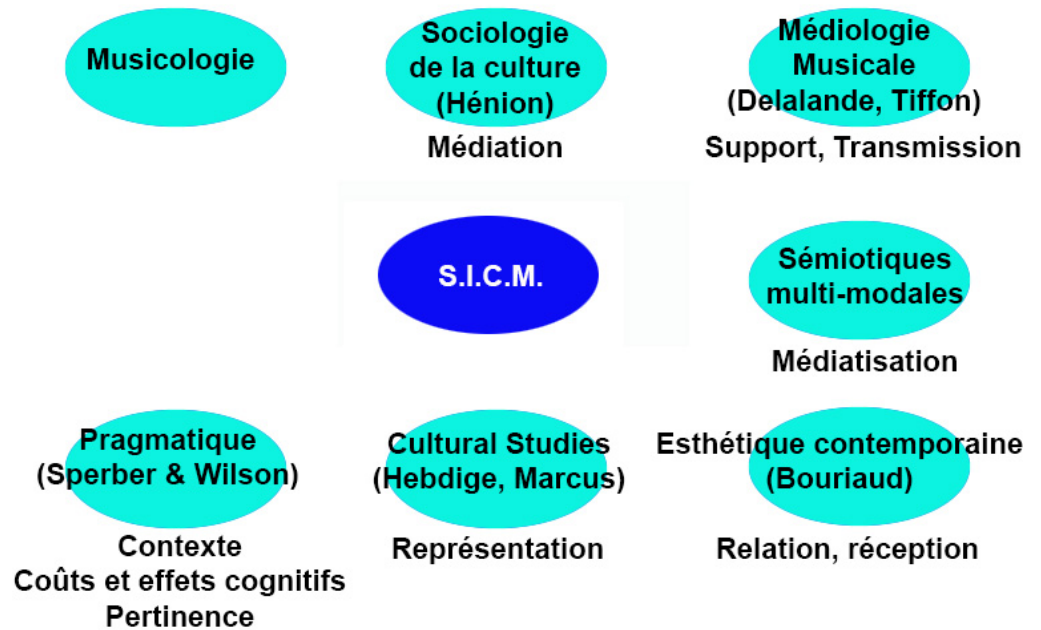 Musicologie
Sociologie
de la culture
(Hénion)
Médiation
Médiologie
Musicale
(Delalande, Tiffon)
Support, Transmission
S.I.C.M.
Sémiotiques
multi-modales
Médiatisation
Pragmatique
(Sperber & Wilson)
Contexte
Coûts et effets cognitifs
Pertinence
Cultural Studies
(Hebdige, Marcus)
Représentation
Esthétique contemporaine
(Bouriaud)
Relation, réception